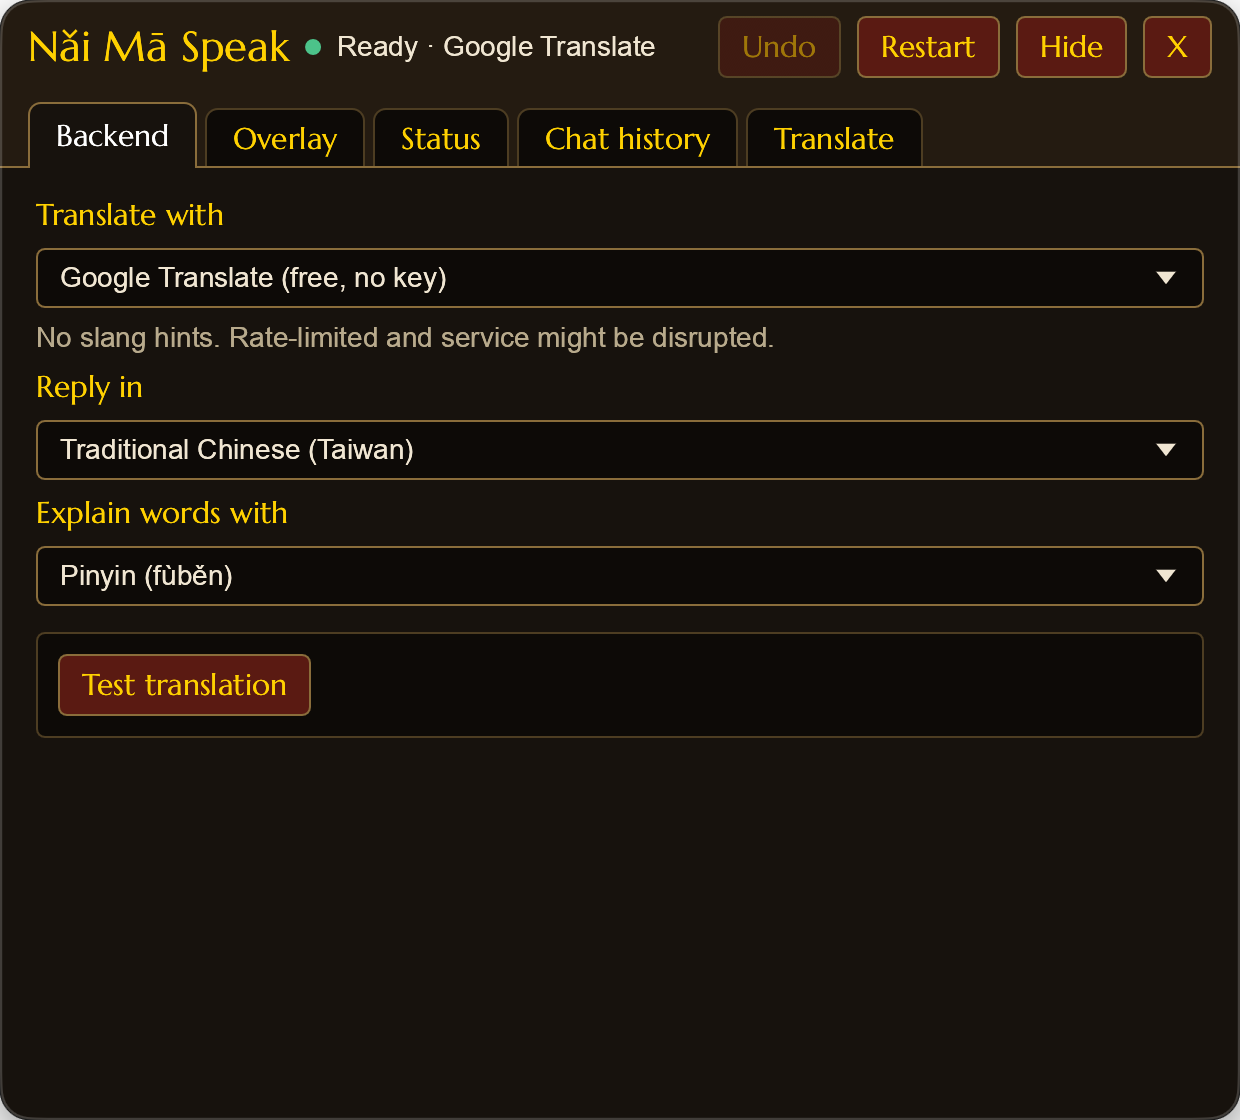 Nǎi Mā Speak Ready · Google Translate Undo Restart Hide X
Backend Overlay Status Chat history Translate
Translate with
Google Translate (free, no key)
No slang hints. Rate-limited and service might be disrupted.
Reply in
Traditional Chinese (Taiwan)
Explain words with
Pinyin (fùběn)
Test translation